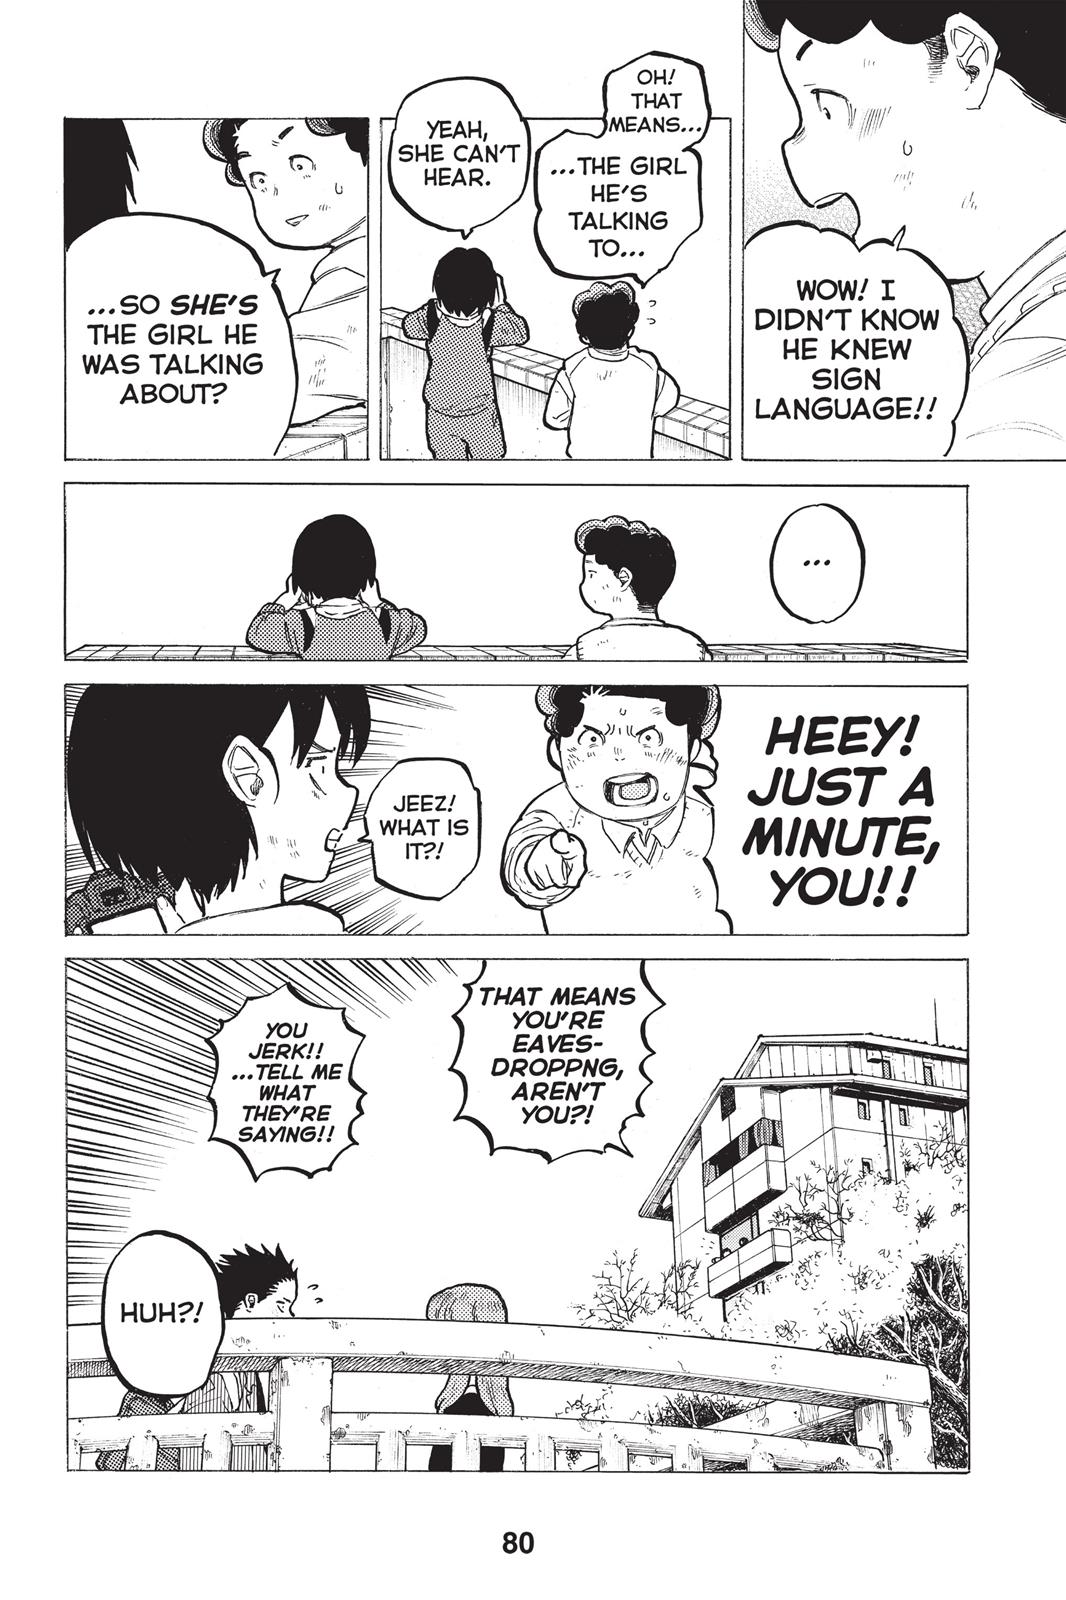 WOW! I
DIDN'T KNOW
HE KNEW
SIGN
LANGUAGE!!
OH!
THAT
MEANS...
...THE GIRL
HE'S
TALKING
TO...
YEAH,
SHE CAN'T
HEAR.
...SO SHE'S
THE GIRL HE
WAS TALKING
ABOUT?
...
HEEY!
JUST A
MINUTE,
YOU!!
JEEZ!
WHAT IS
IT?!
THAT MEANS
YOU'RE
EAVES-
DROPPNG,
AREN'T
YOU?!
YOU
JERK!!
...TELL ME
WHAT
THEY'RE
SAYING!!
HUH?!
80